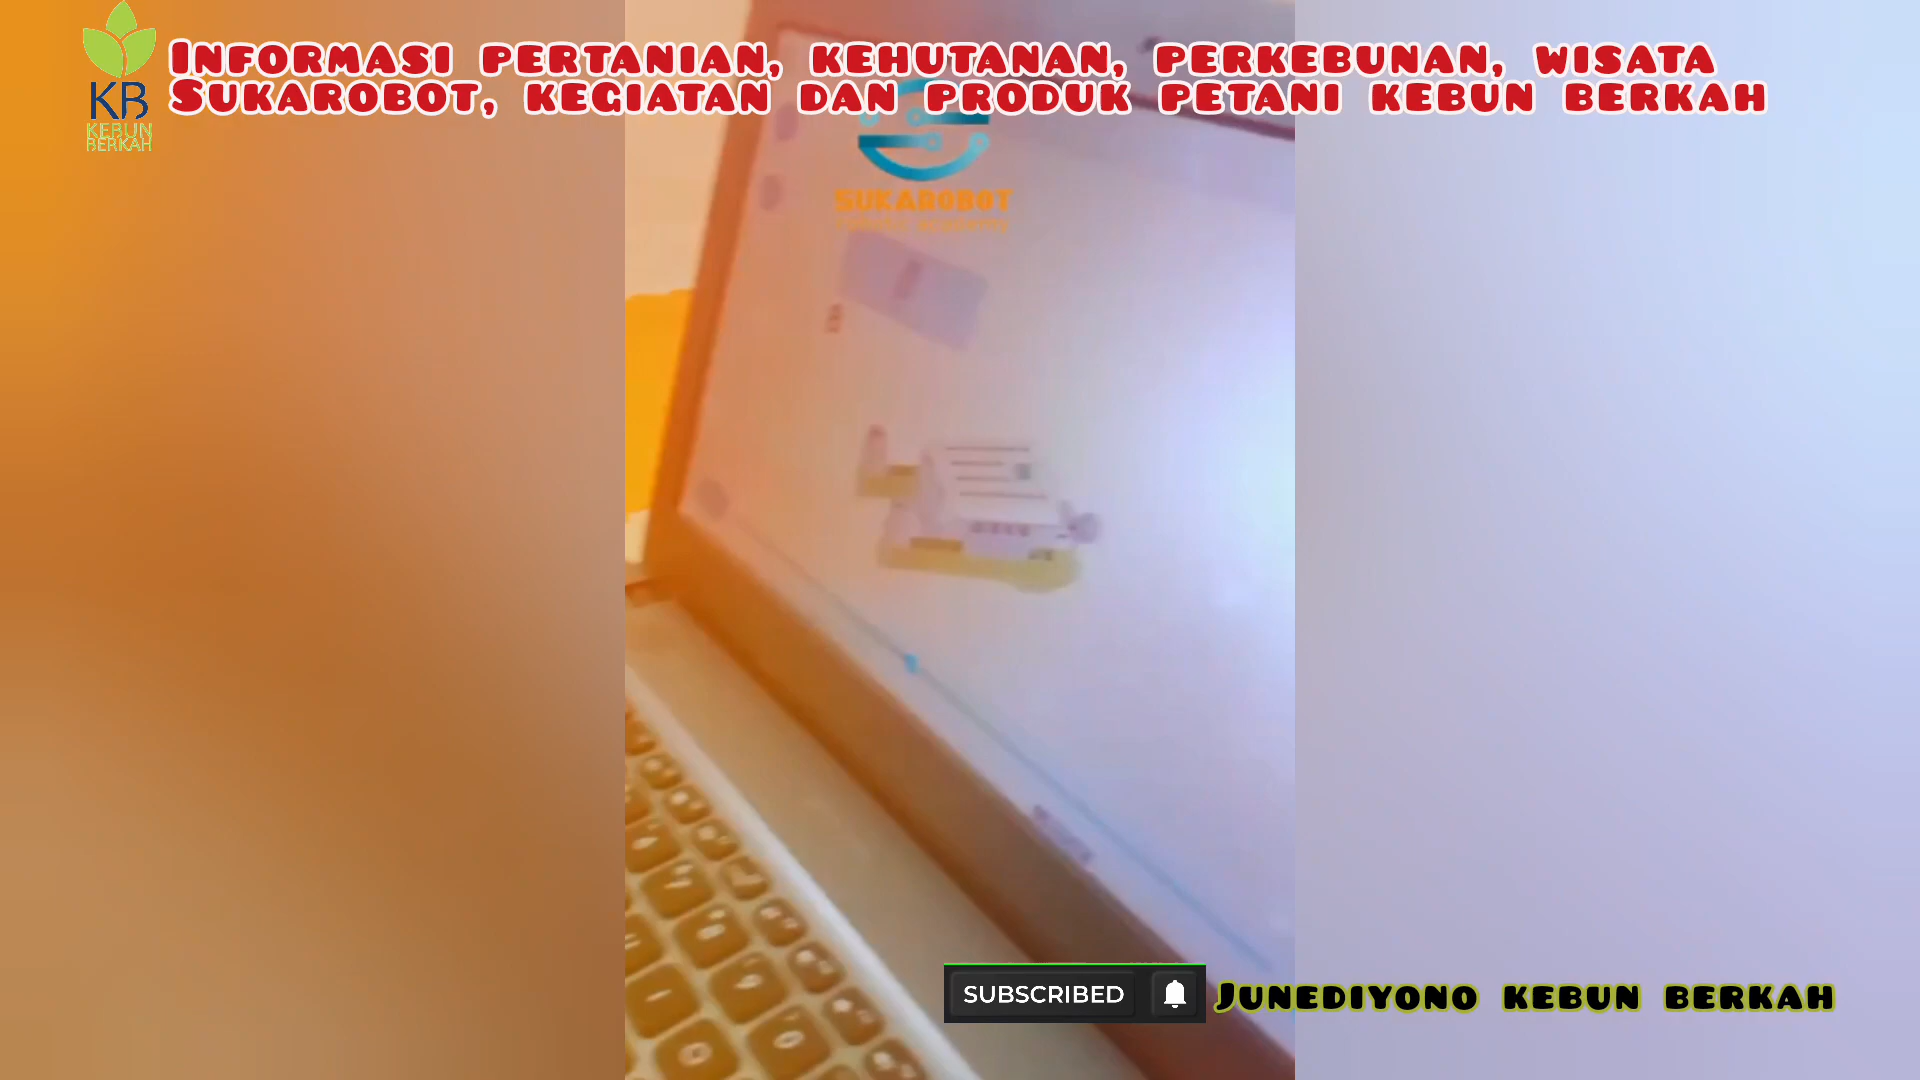 Informasi pertanian, kehutanan, perkebunan, wisata
Sukarobot, kegiatan dan produk petani kebun berkah
KB
KEBUN
BERKAH
SUKAROBOT
SUBSCRIBED
Junediyono kebun berkah